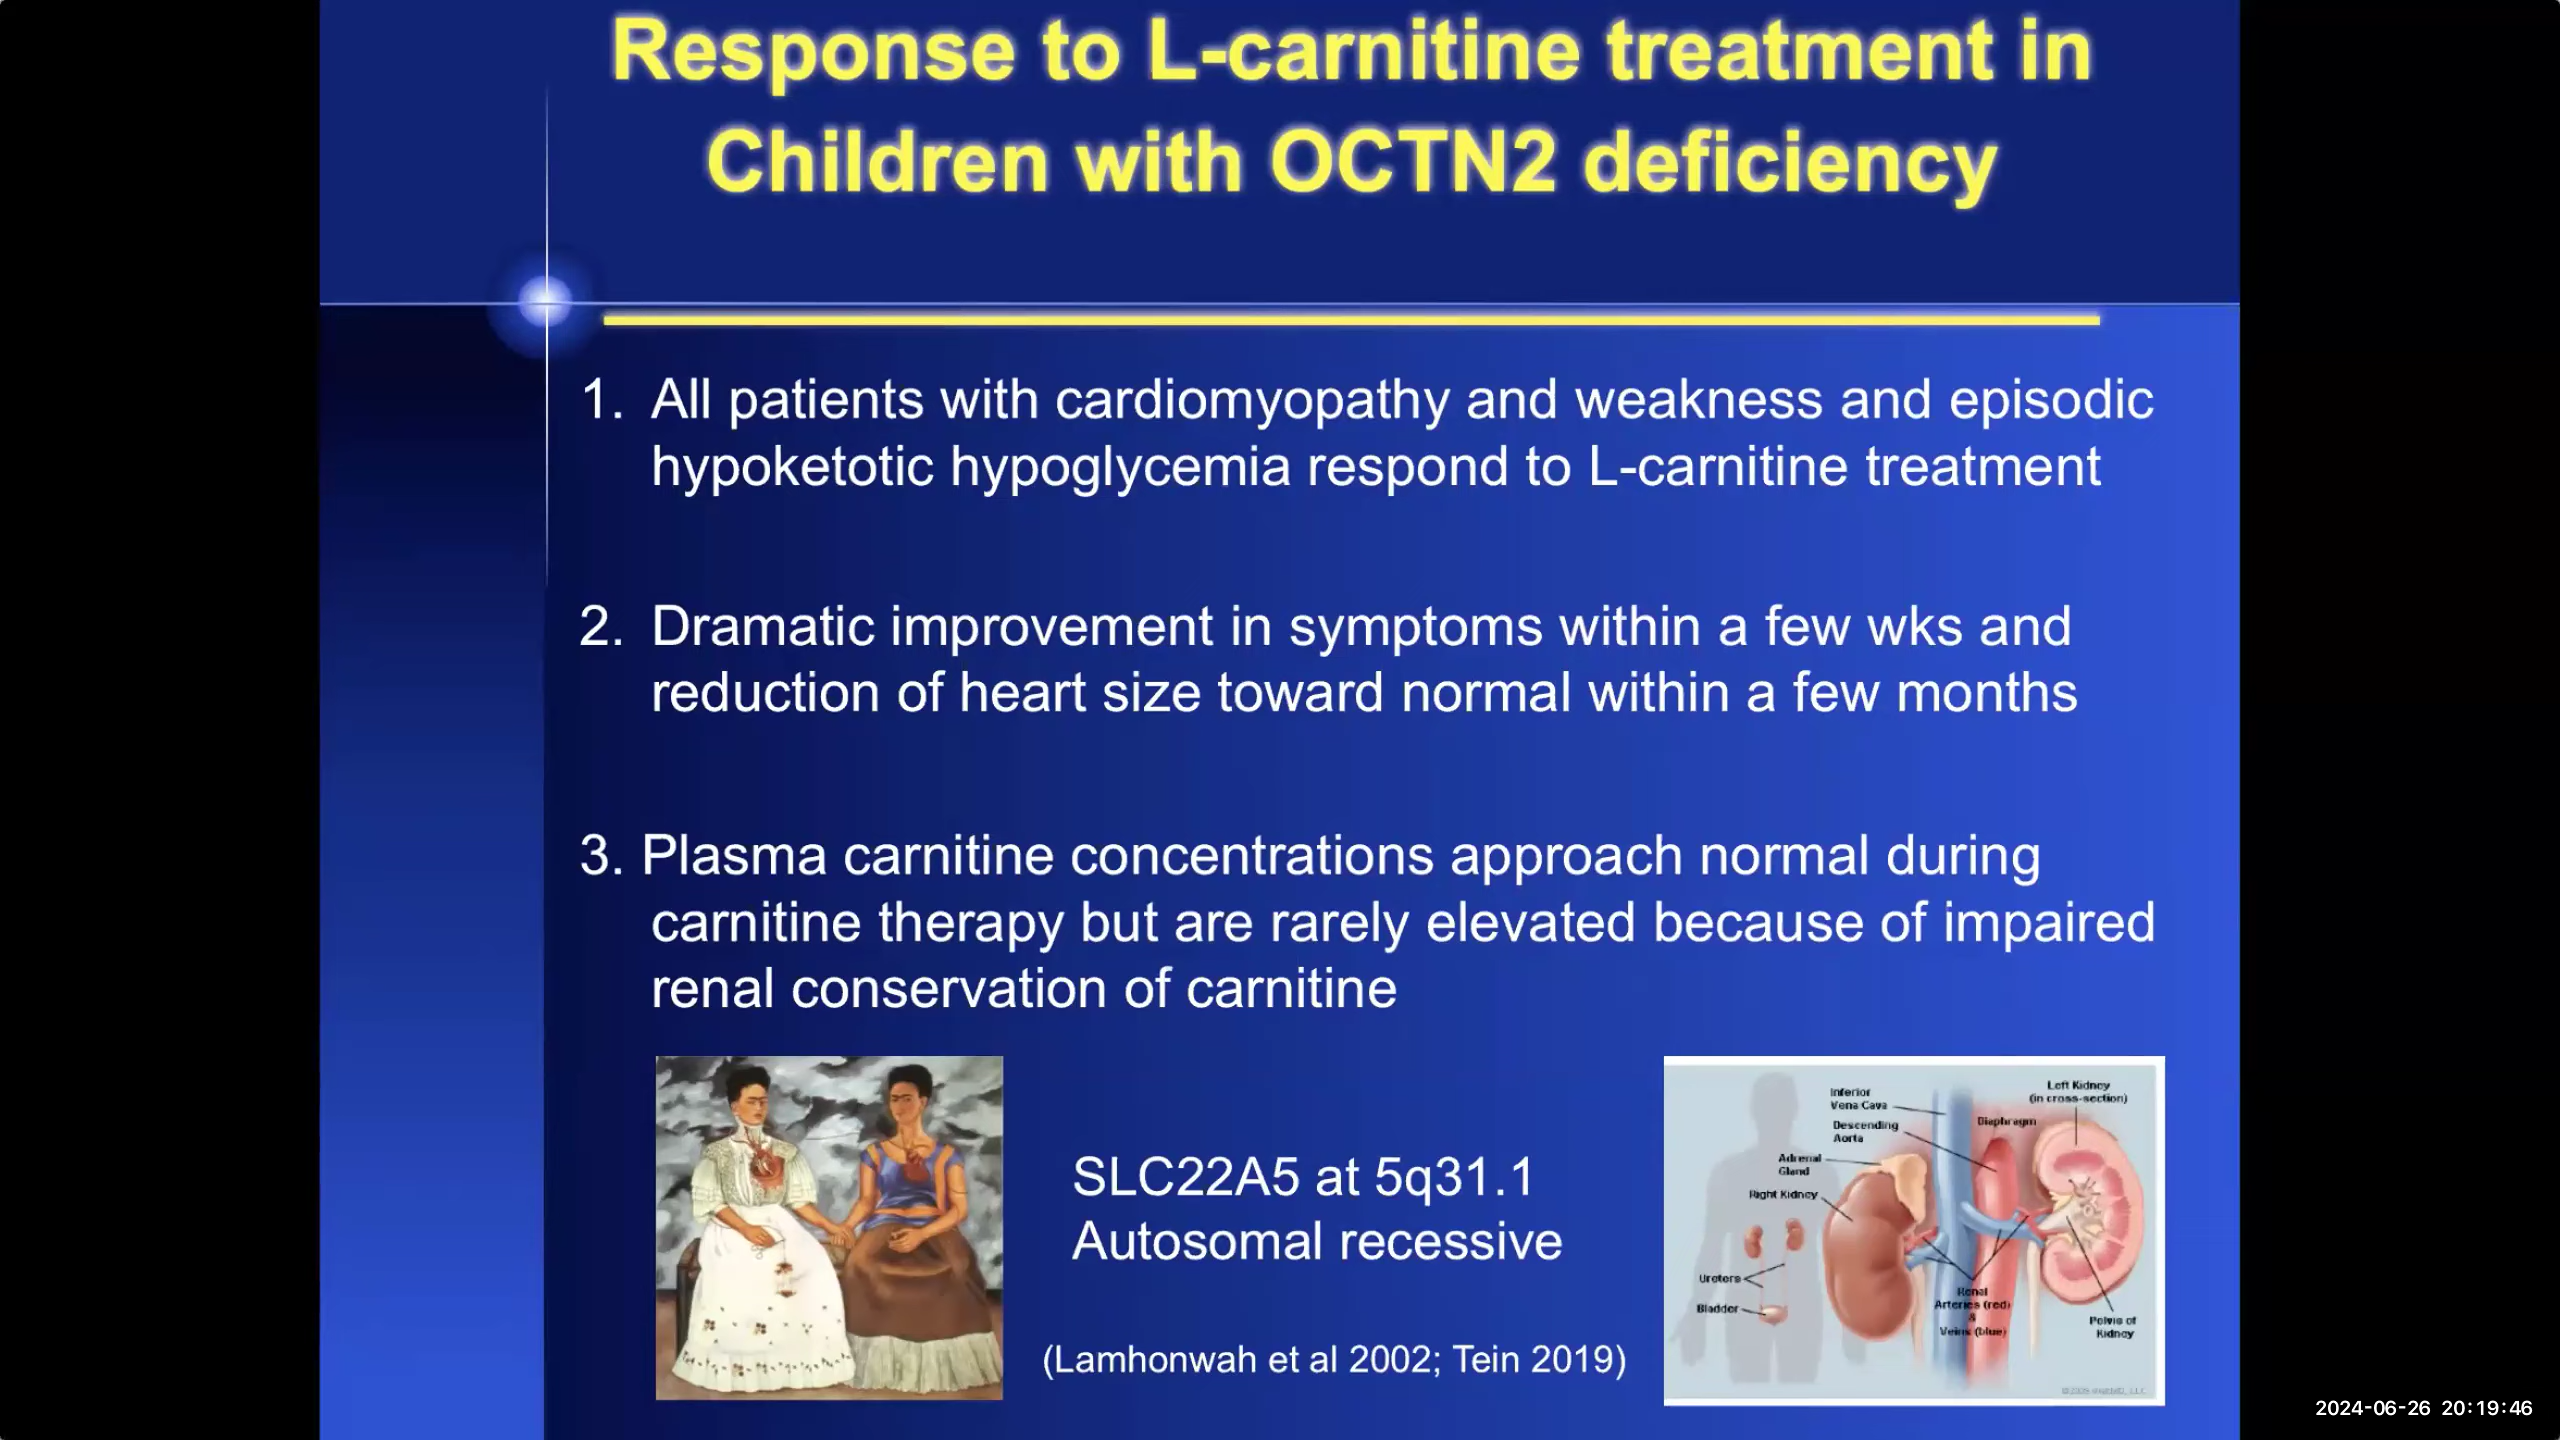 Response to L-carnitine treatment in
Children with OCTN2 deficiency
1. All patients with cardiomyopathy and weakness and episodic
hypoketotic hypoglycemia respond to L-carnitine treatment
2. Dramatic improvement in symptoms within a few wks and
reduction of heart size toward normal within a few months
3. Plasma carnitine concentrations approach normal during
carnitine therapy but are rarely elevated because of impaired
renal conservation of carnitine
SLC22A5 at 5q31.1
Autosomal recessive
(Lamhonwah et al 2002; Tein 2019)
Inferior
Vena Cava
Left Kidney
(in cross-section)
Descending
Aorta
Diaphragm
Adrenal
Gland
Right Kidney
Ureters
Bladder
Renal
Arteries (red)
&
Veins (blue)
Pelvis of
Kidney
2024-06-26 20:19:46